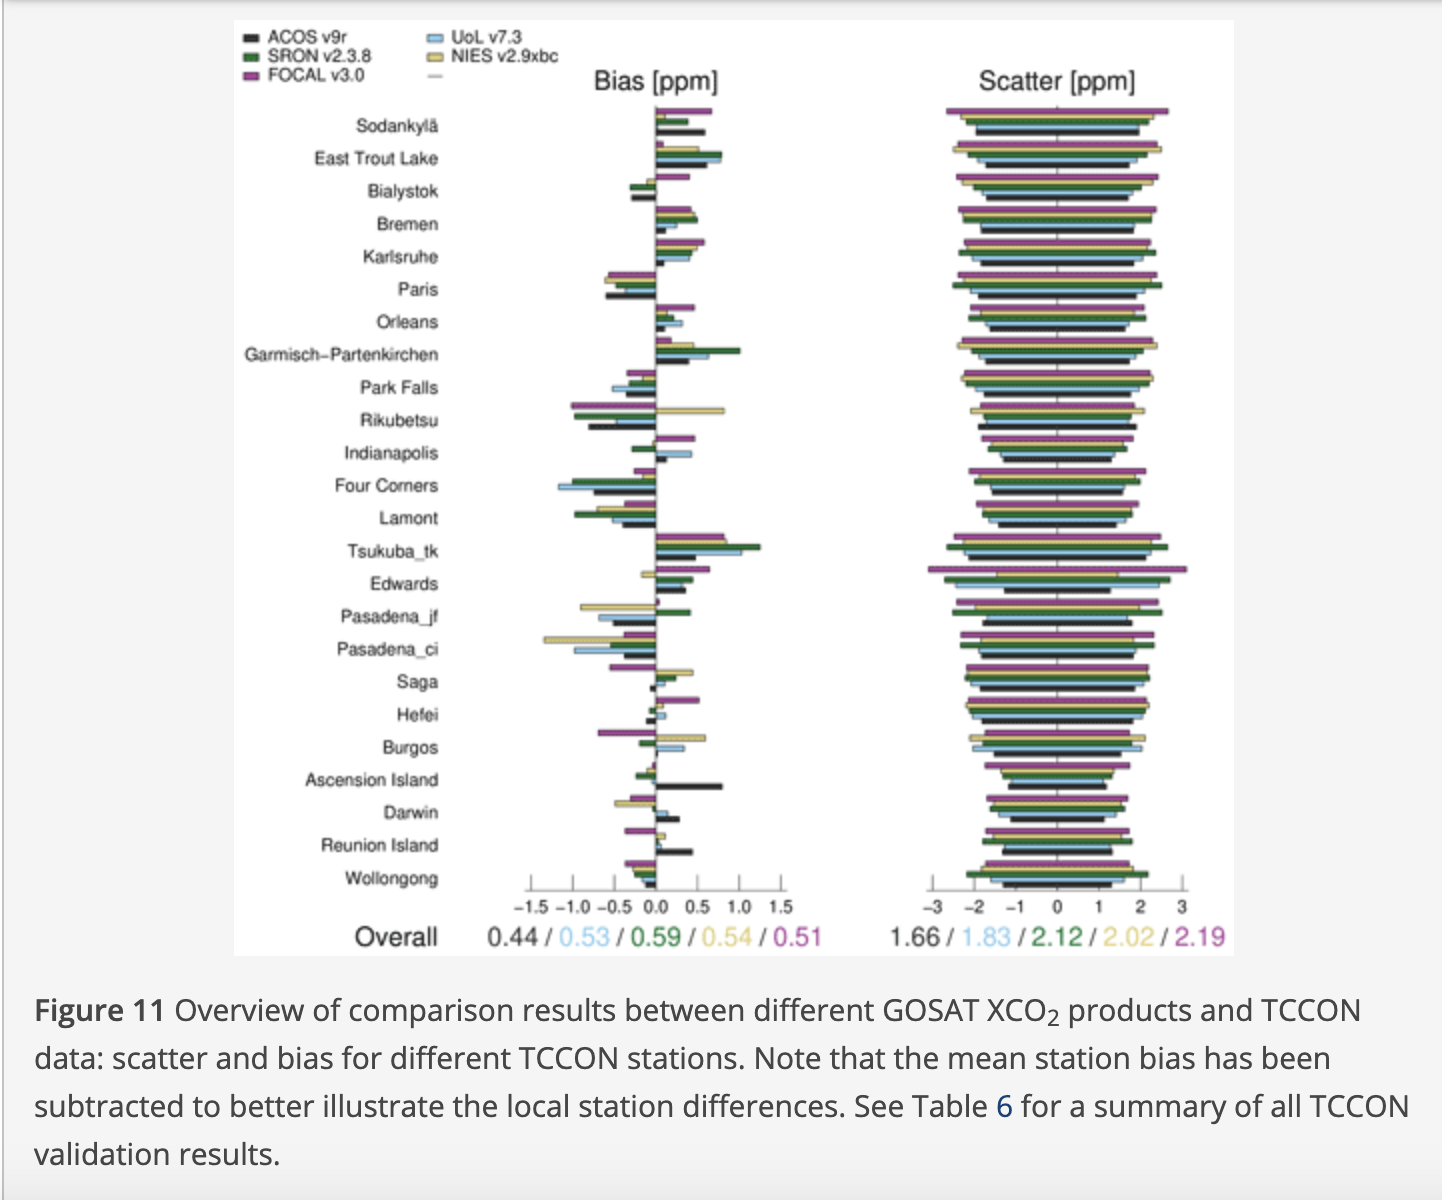 ACOS v9r
SRON v2.3.8
FOCAL v3.0
UoL v7.3
NIES v2.9xbc
Bias [ppm]
Scatter [ppm]
Sodankylä
East Trout Lake
Bialystok
Bremen
Karlsruhe
Paris
Orleans
Garmisch–Partenkirchen
Park Falls
Rikubetsu
Indianapolis
Four Corners
Lamont
Tsukuba_tk
Edwards
Pasadena_jf
Pasadena_ci
Saga
Hefei
Burgos
Ascension Island
Darwin
Reunion Island
Wollongong
−1.5 −1.0 −0.5 0.0 0.5 1.0 1.5
−3 −2 −1 0 1 2 3
Overall 0.44 / 0.53 / 0.59 / 0.54 / 0.51 1.66 / 1.83 / 2.12 / 2.02 / 2.19
Figure 11 Overview of comparison results between different GOSAT XCO2 products and TCCON
data: scatter and bias for different TCCON stations. Note that the mean station bias has been
subtracted to better illustrate the local station differences. See Table 6 for a summary of all TCCON
validation results.